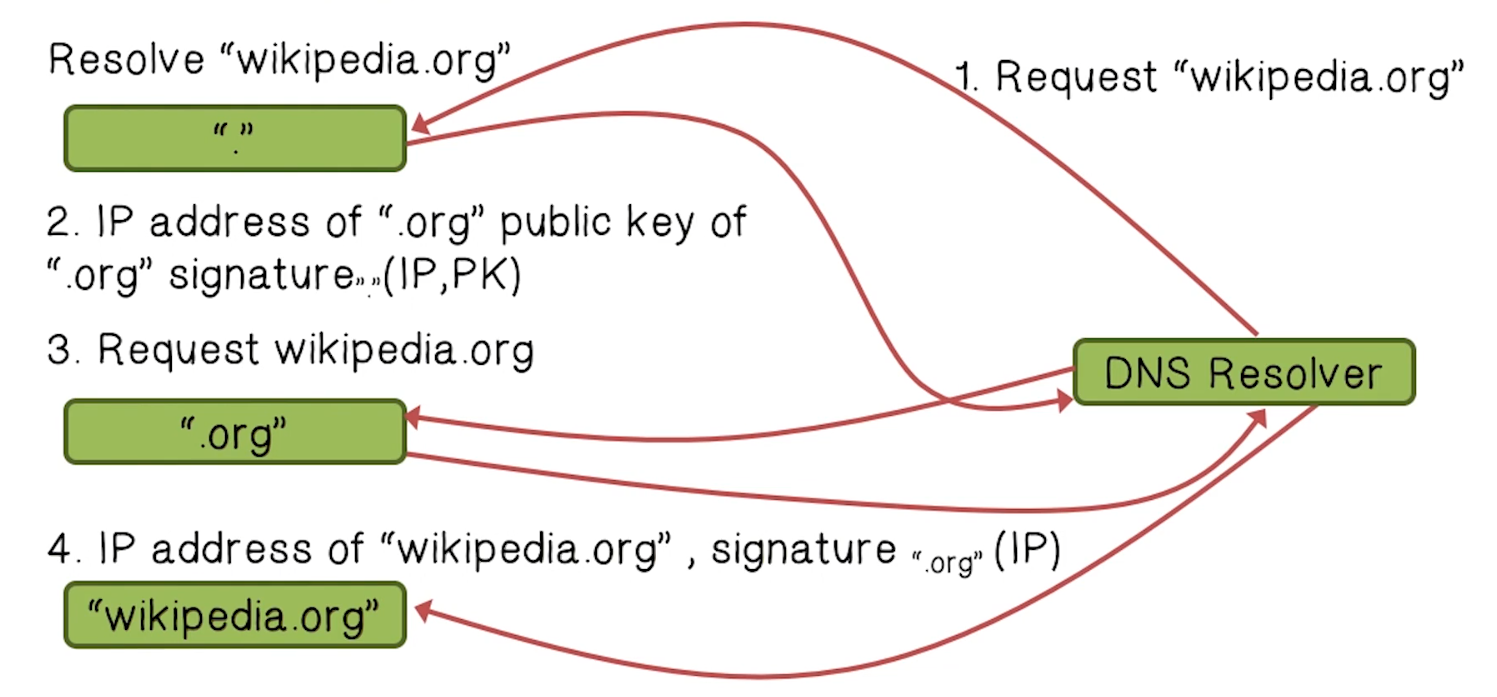 Resolve “wikipedia.org”
1. Request “wikipedia.org”
“.”
2. IP address of “.org” public key of
“.org” signature”.”(IP,PK)
3. Request wikipedia.org
DNS Resolver
“.org”
4. IP address of “wikipedia.org” , signature “.org” (IP)
“wikipedia.org”